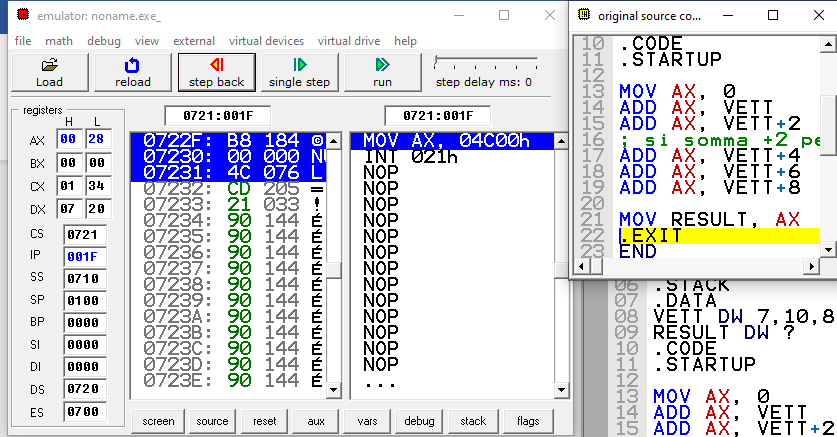 emulator: noname.exe_
file math debug view external virtual devices virtual drive help
Load reload step back single step run step delay ms: 0
registers
H L
AX 00 28
BX 00 00
CX 01 34
DX 07 20
CS 0721
IP 001F
SS 0710
SP 0100
BP 0000
SI 0000
DI 0000
DS 0720
ES 0700
0721:001F
0722F: B8 184 ©
07230: 00 000 NU
07231: 4C 076 L
07232: CD 205 =
07233: 21 033 !
07234: 90 144 É
07235: 90 144 É
07236: 90 144 É
07237: 90 144 É
07238: 90 144 É
07239: 90 144 É
0723A: 90 144 É
0723B: 90 144 É
0723C: 90 144 É
0723D: 90 144 É
0723E: 90 144 É
0721:001F
MOV AX, 04C00h
INT 021h
NOP
NOP
NOP
NOP
NOP
NOP
NOP
NOP
NOP
NOP
NOP
NOP
NOP
...
screen source reset aux vars debug stack flags
original source co...
10 .CODE
11 .STARTUP
12
13 MOV AX, 0
14 ADD AX, VETT
15 ADD AX, VETT+2
16 ; si somma +2 pe
17 ADD AX, VETT+4
18 ADD AX, VETT+6
19 ADD AX, VETT+8
20
21 MOV RESULT, AX
22 .EXIT
23 END
06 .STACK
07 .DATA
08 VETT DW 7,10,8
09 RESULT DW ?
10 .CODE
11 .STARTUP
12
13 MOV AX, 0
14 ADD AX, VETT
15 ADD AX, VETT+2